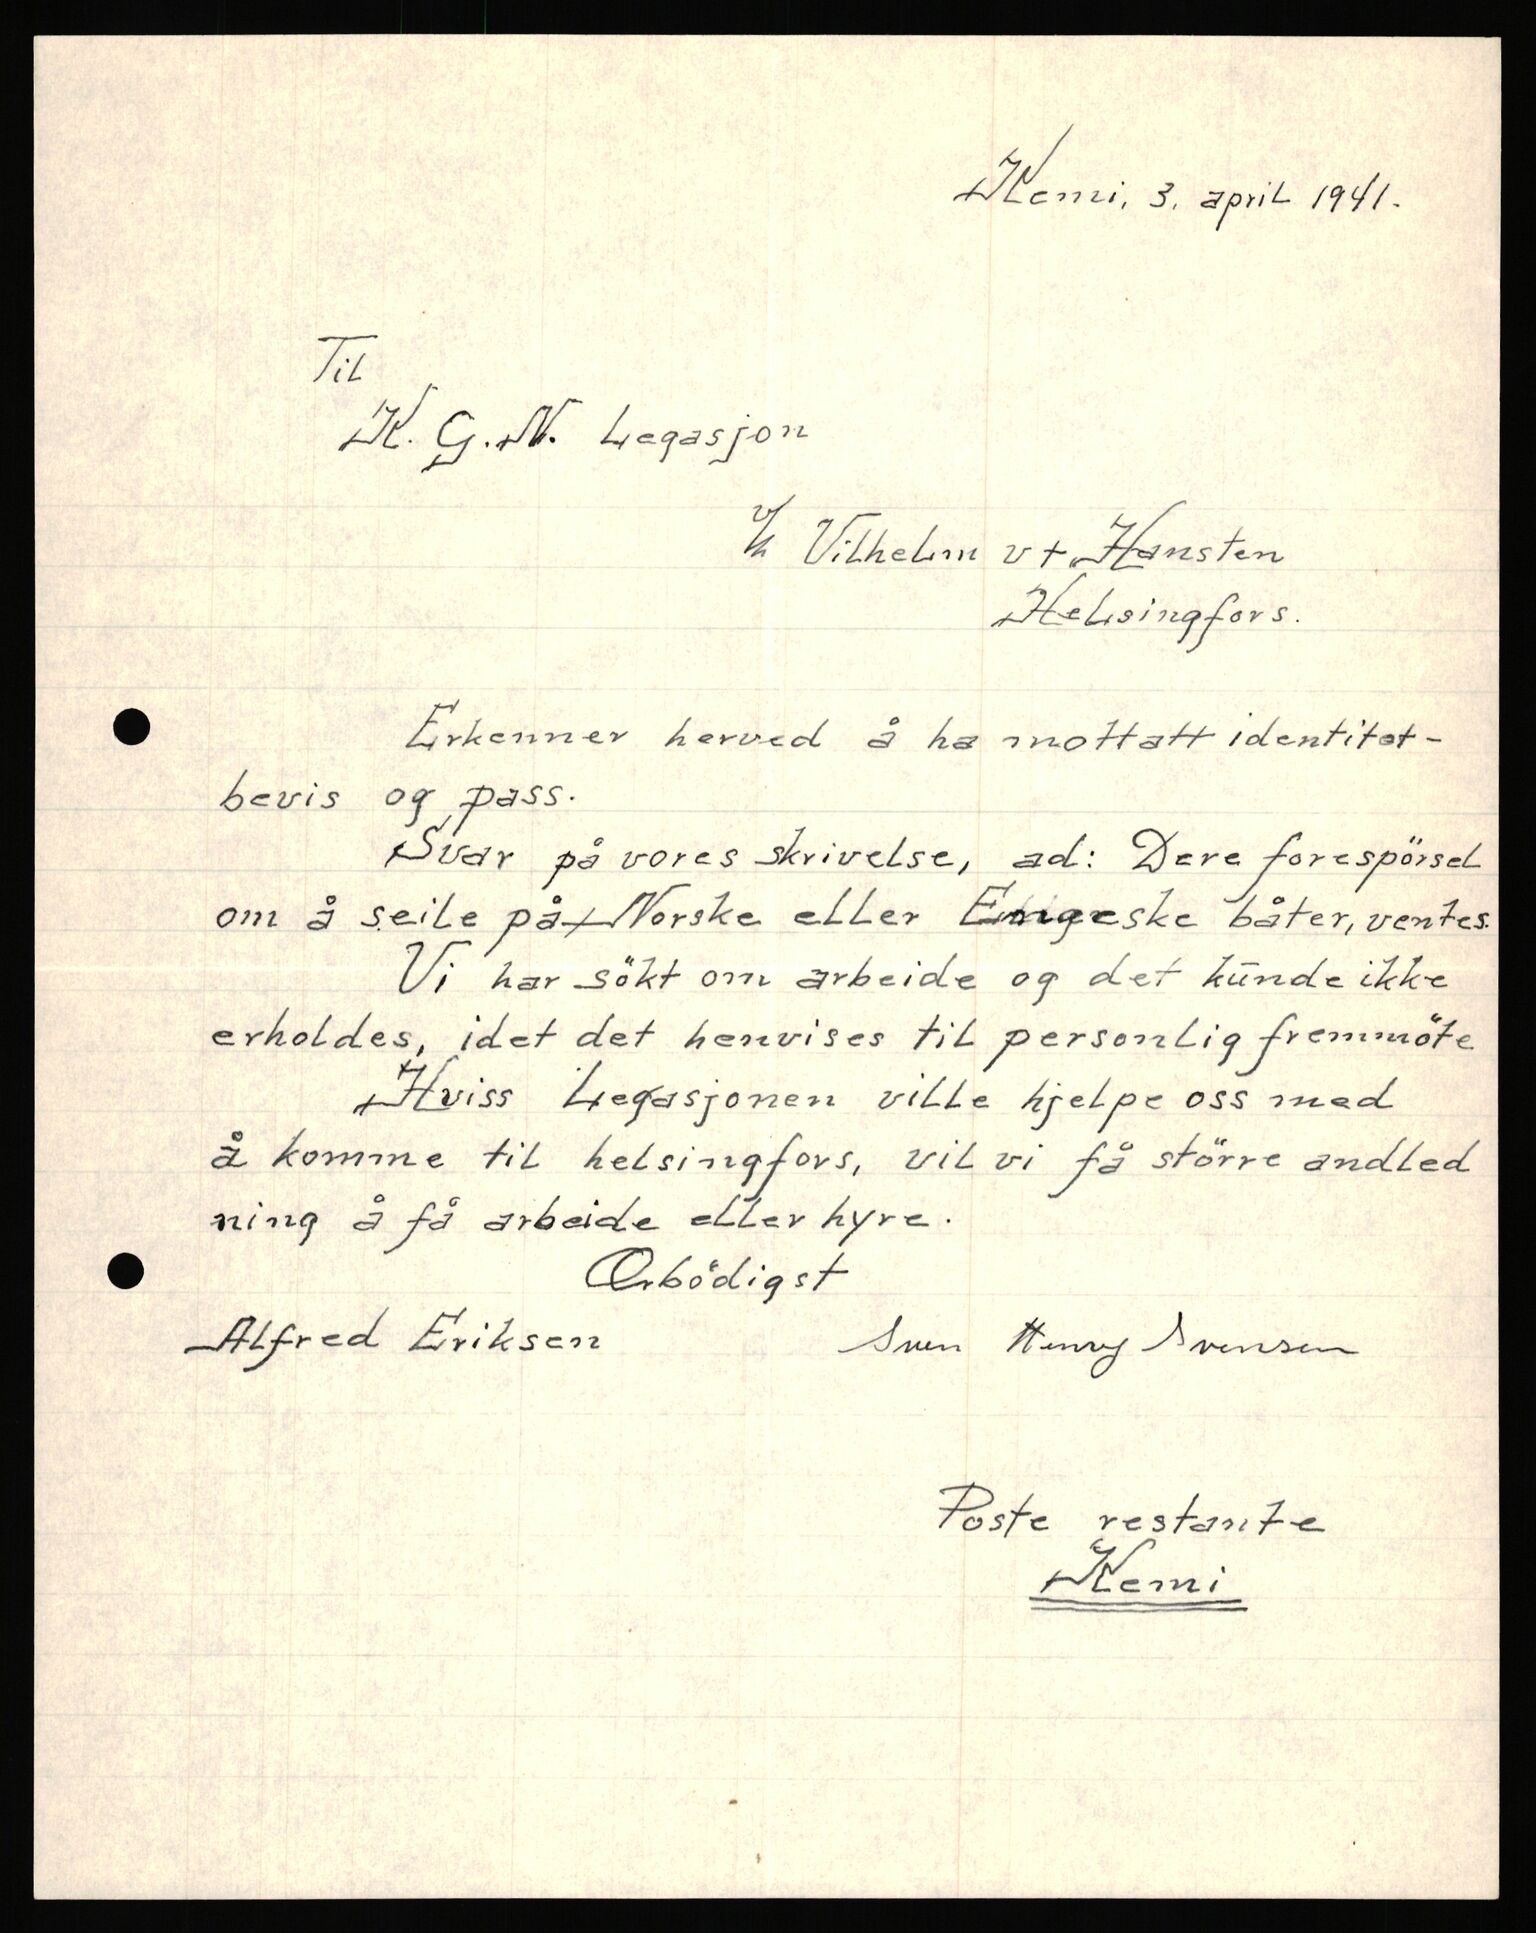 Kemi, 3. april 1941.
Til
K. G. N. Legasjon
v/ Vilhelm v Hansten
Helsingfors.
Erkenner herved å ha mottatt identitet-
bevis og pass.
Svar på vores skrivelse, ad: Dere forespörsel
om å seile på Norske eller Engeske båter, ventes.
Vi har sökt om arbeide og det kunde ikke
erholdes, idet det henvises til personlig fremmöte
Hviss Legasjonen ville hjelpe oss med
å komme til helsingfors, vil vi få större andled
ning å få arbeide eller hyre.
Ærbödigst
Alfred Eriksen Sven Henry Svensen
Poste restante
Kemi